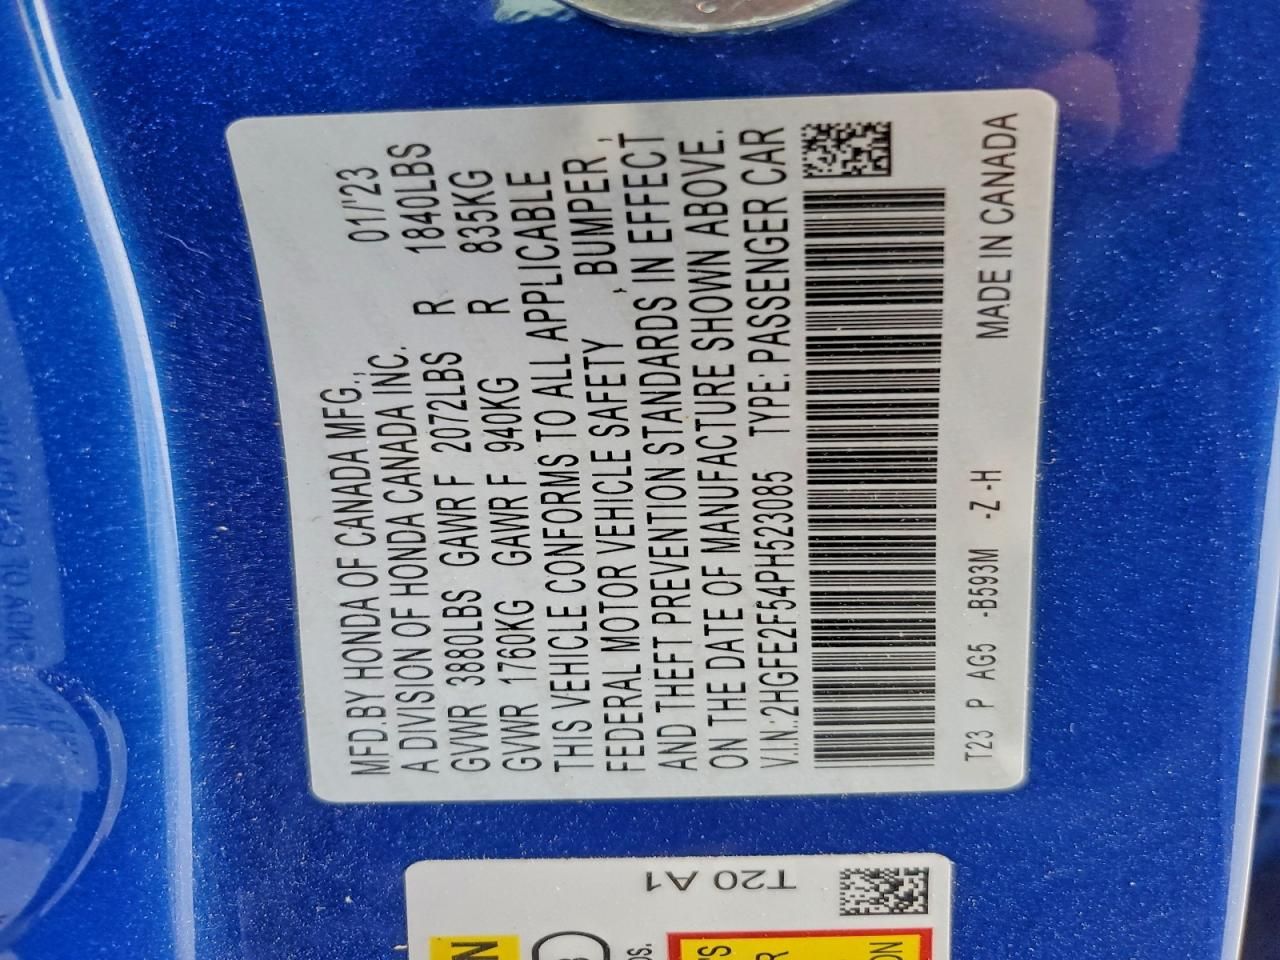 MFD.BY HONDA OF CANADA MFG., 01/'23
A DIVISION OF HONDA CANADA INC.
GVWR 3880LBS GAWR F 2072LBS R 1840LBS
GVWR 1760KG GAWR F 940KG R 835KG
THIS VEHICLE CONFORMS TO ALL APPLICABLE
FEDERAL MOTOR VEHICLE SAFETY , BUMPER ,
AND THEFT PREVENTION STANDARDS IN EFFECT
ON THE DATE OF MANUFACTURE SHOWN ABOVE.
V.I.N.:2HGFE2F54PH523085 TYPE: PASSENGER CAR
T23 P AG5 -B593M -Z -H MADE IN CANADA
T20 A1